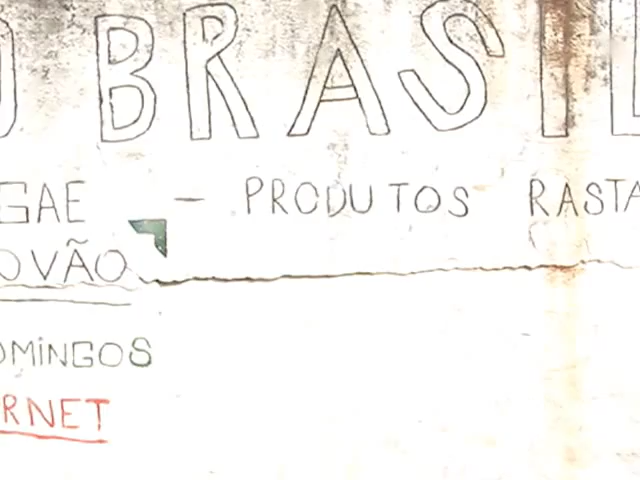 O BRASIL
GAE - PRODUTOS RASTA
OVÃO
OMINGOS
RNET